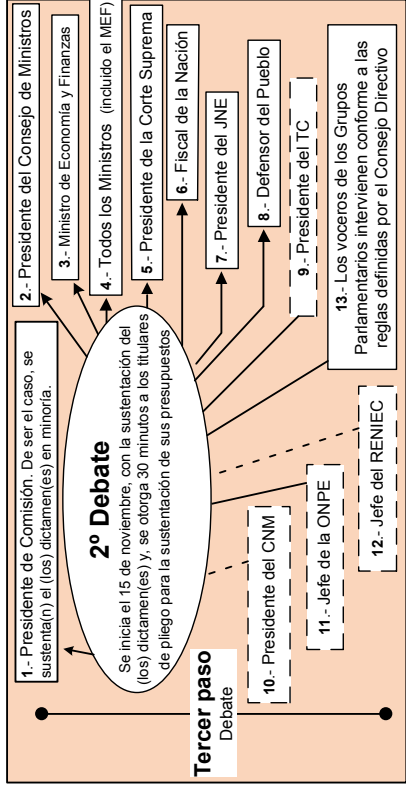 1.- Presidente de Comisión. De ser el caso, se
sustenta(n) el (los) dictamen(es) en minoría.
2.- Presidente del Consejo de Ministros
3.- Ministro de Economía y Finanzas
4.- Todos los Ministros (incluido el MEF)
5.- Presidente de la Corte Suprema
6.- Fiscal de la Nación
7.- Presidente del JNE
8.- Defensor del Pueblo
9.- Presidente del TC
13.- Los voceros de los Grupos
Parlamentarios intervienen conforme a las
reglas definidas por el Consejo Directivo
2º Debate
Se inicia el 15 de noviembre, con la sustentación del
(los) dictamen(es) y, se otorga 30 minutos a los titulares
de pliego para la sustentación de sus presupuestos
Tercer paso
Debate
10.- Presidente del CNM
11.- Jefe de la ONPE
12.- Jefe del RENIEC